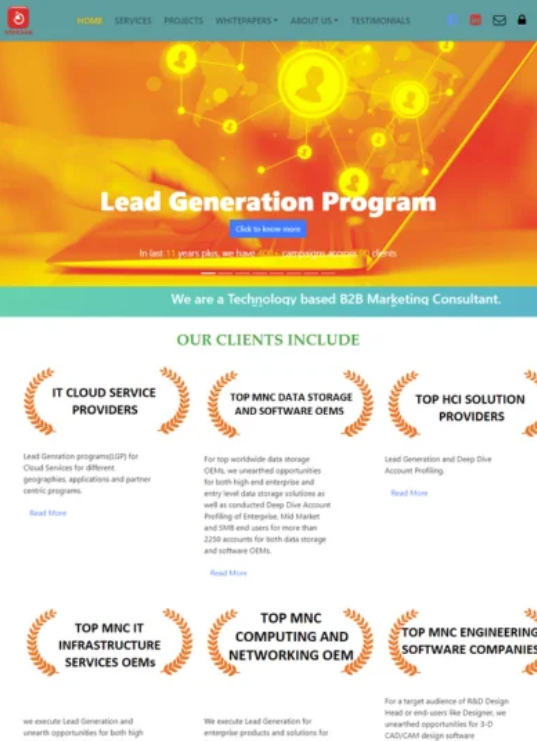 HOME SERVICES PROJECTS WHITEPAPERS ABOUT US TESTIMONIALS
Lead Generation Program
Click to know more
In last 11 years plus, we have 400+ campaigns across 90 clients
We are a Technology based B2B Marketing Consultant.
OUR CLIENTS INCLUDE
IT CLOUD SERVICE
PROVIDERS
Lead Genration programs(LGP) for
Cloud Services for different
geographies, applications and partner
centric programs.
Read More
TOP MNC DATA STORAGE
AND SOFTWARE OEMS
For top worldwide data storage
OEMs, we unearthed opportunities
for both high end enterprise and
entry level data storage solutions as
well as conducted Deep Dive Account
Profiling of Enterprise, Mid Market
and SMB end users for more than
2250 accounts for both data storage
and software OEMs.
Read More
TOP HCI SOLUTION
PROVIDERS
Lead Generation and Deep Dive
Account Profiling.
Read More
TOP MNC IT
INFRASTRUCTURE
SERVICES OEMs
we execute Lead Generation and
unearth opportunities for both high
TOP MNC
COMPUTING AND
NETWORKING OEM
We execute Lead Generation for
enterprise products and solutions for
TOP MNC ENGINEERING
SOFTWARE COMPANIES
For a target audience of R&D Design
Head or end-users like Designer, we
unearthed opportunities for 3-D
CAD/CAM design software